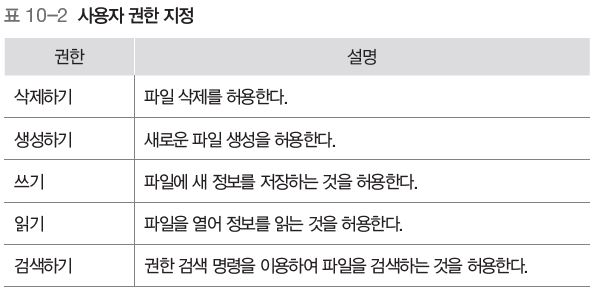 표 10-2 사용자 권한 지정
권한 설명
삭제하기 파일 삭제를 허용한다.
생성하기 새로운 파일 생성을 허용한다.
쓰기 파일에 새 정보를 저장하는 것을 허용한다.
읽기 파일을 열어 정보를 읽는 것을 허용한다.
검색하기 권한 검색 명령을 이용하여 파일을 검색하는 것을 허용한다.